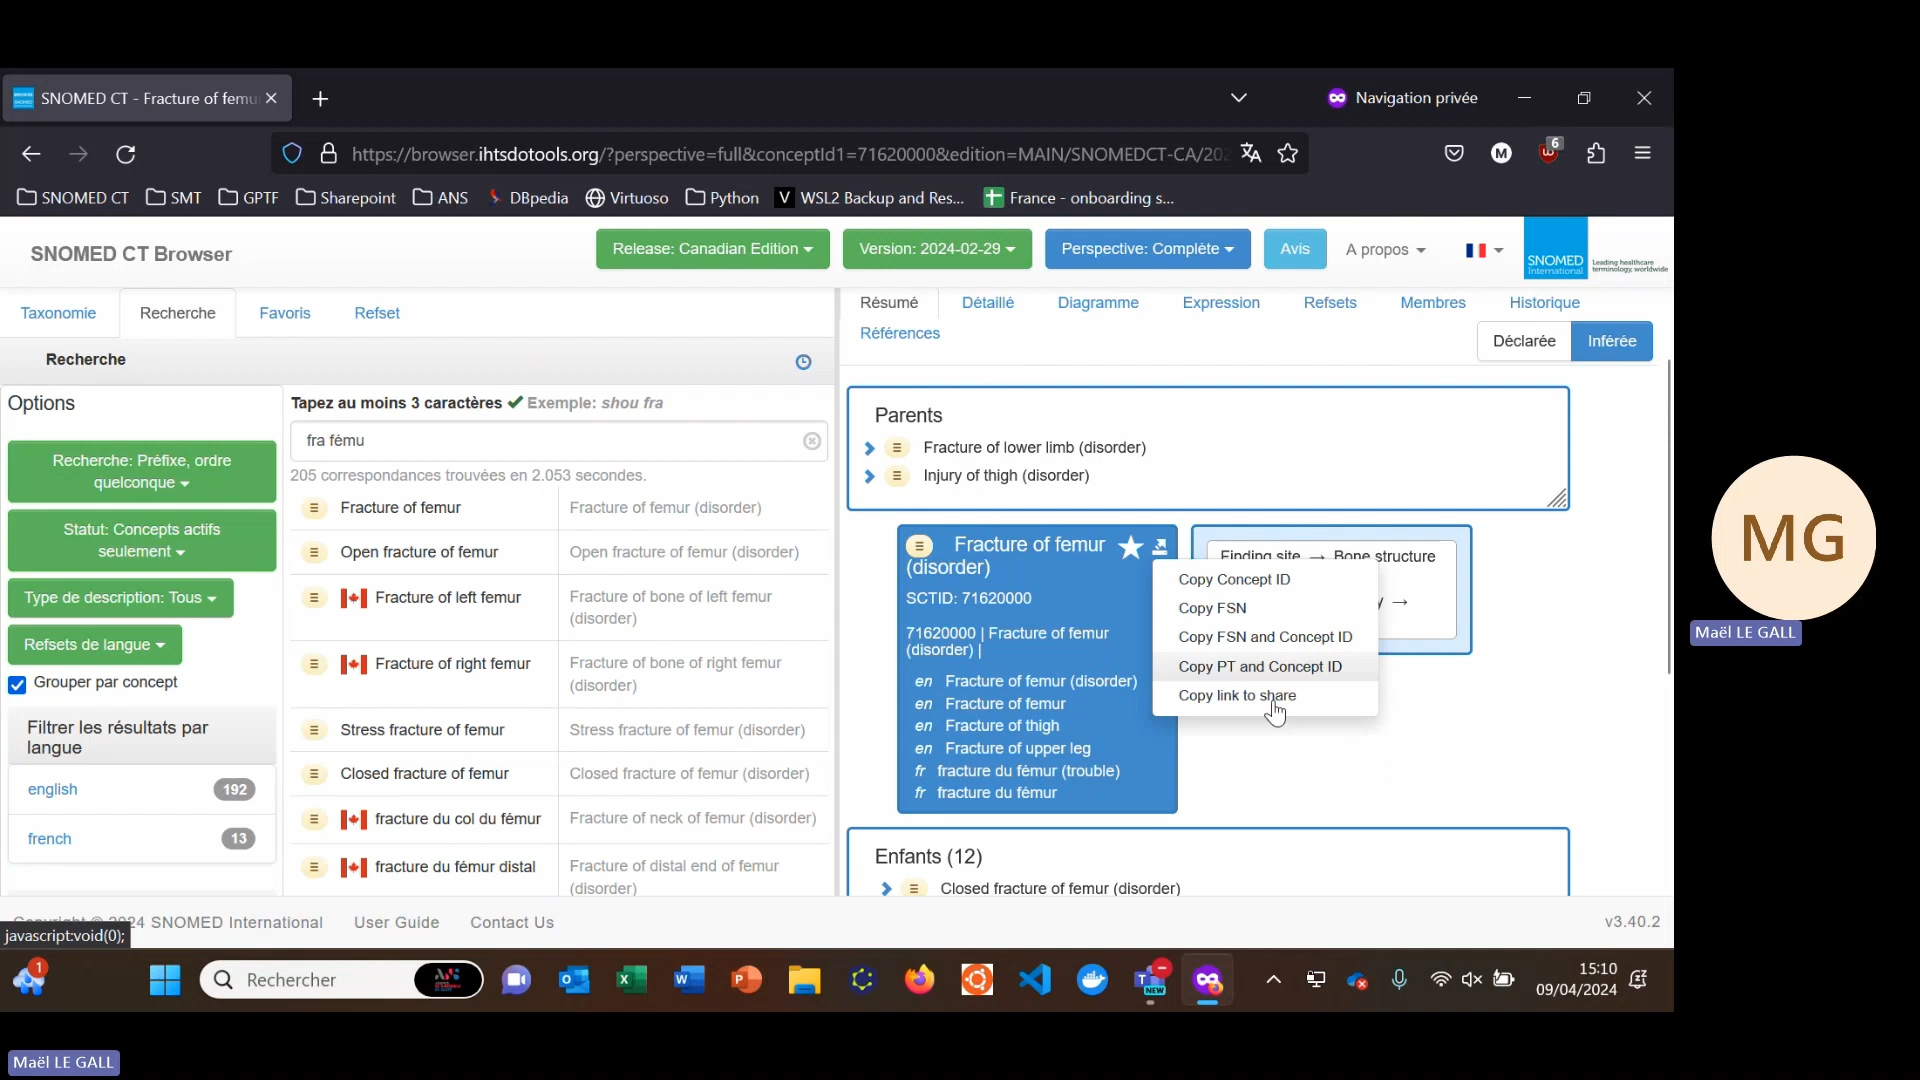 SNOMED CT - Fracture of femur
Navigation privée
https://browser.ihtsdotools.org/?perspective=full&conceptId1=71620000&edition=MAIN/SNOMEDCT-CA/202
6
SNOMED CT
SMT
GPTF
Sharepoint
ANS
DBpedia
Virtuoso
Python
WSL2 Backup and Res...
France - onboarding s...
SNOMED CT Browser
Release: Canadian Edition
Version: 2024-02-29
Perspective: Complète
Avis
A propos
SNOMED
International
Leading healthcare
terminology, worldwide
Taxonomie
Recherche
Favoris
Refset
Résumé
Détaillé
Diagramme
Expression
Refsets
Membres
Historique
Références
Déclarée
Inférée
Recherche
Options
Recherche: Préfixe, ordre
quelconque
Statut: Concepts actifs
seulement
Type de description: Tous
Refsets de langue
Grouper par concept
Filtrer les résultats par
langue
english 192
french 13
Tapez au moins 3 caractères Exemple: shou fra
fra fému
205 correspondances trouvées en 2.053 secondes.
Fracture of femur Fracture of femur (disorder)
Open fracture of femur Open fracture of femur (disorder)
Fracture of left femur Fracture of bone of left femur
(disorder)
Fracture of right femur Fracture of bone of right femur
(disorder)
Stress fracture of femur Stress fracture of femur (disorder)
Closed fracture of femur Closed fracture of femur (disorder)
fracture du col du fémur Fracture of neck of femur (disorder)
fracture du fémur distal Fracture of distal end of femur
(disorder)
Parents
Fracture of lower limb (disorder)
Injury of thigh (disorder)
Fracture of femur
(disorder)
SCTID: 71620000
71620000 | Fracture of femur
(disorder) |
en Fracture of femur (disorder)
en Fracture of femur
en Fracture of thigh
en Fracture of upper leg
fr fracture du fémur (trouble)
fr fracture du fémur
Finding site → Bone structure
y →
Copy Concept ID
Copy FSN
Copy FSN and Concept ID
Copy PT and Concept ID
Copy link to share
Enfants (12)
Closed fracture of femur (disorder)
Copyright © 2024 SNOMED International
User Guide
Contact Us
v3.40.2
javascript:void(0);
1
Rechercher
NEW
15:10
09/04/2024
MG
Maël LE GALL
Maël LE GALL